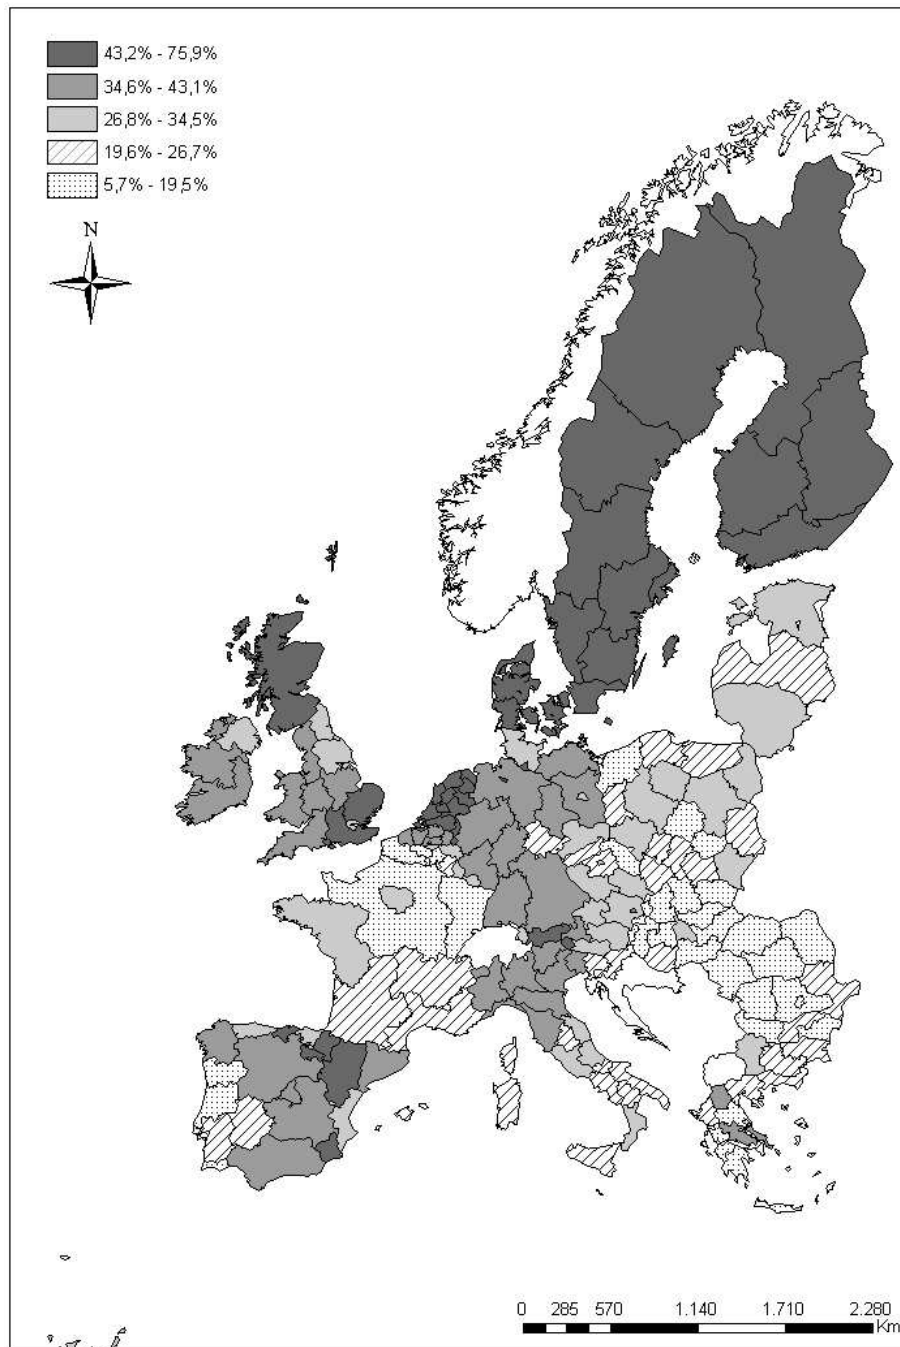 43,2% - 75,9%
34,6% - 43,1%
26,8% - 34,5%
19,6% - 26,7%
5,7% - 19,5%
N
0 285 570 1.140 1.710 2.280
Km